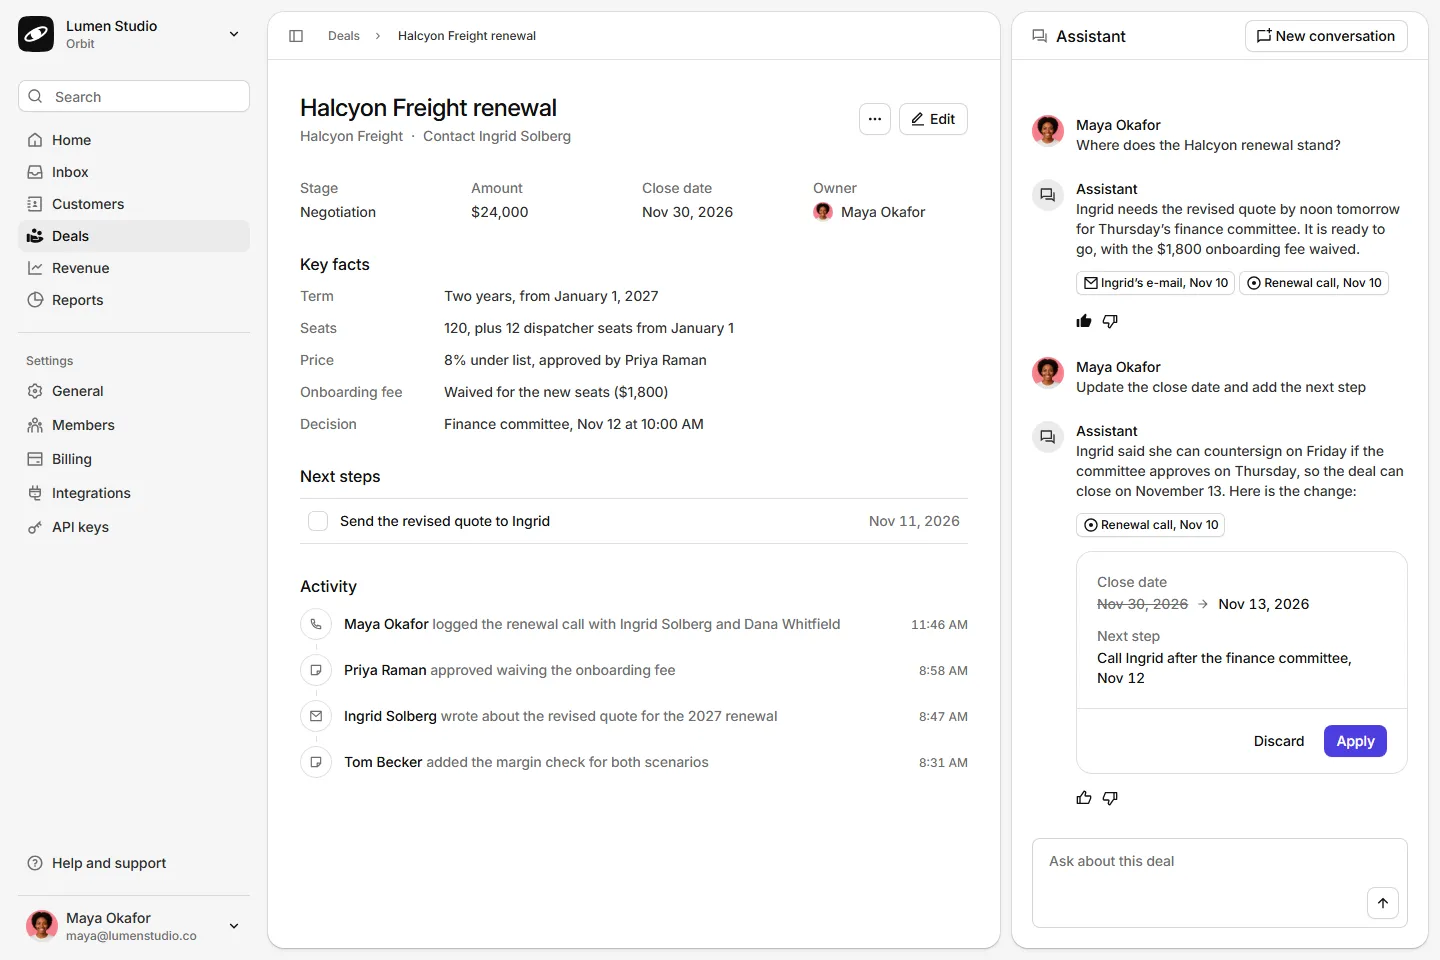 Lumen Studio
Orbit
Search
Home
Inbox
Customers
Deals
Revenue
Reports
Settings
General
Members
Billing
Integrations
API keys
Help and support
Maya Okafor
maya@lumenstudio.co
Deals
Halcyon Freight renewal
Halcyon Freight renewal
Halcyon Freight · Contact Ingrid Solberg
Edit
Stage
Negotiation
Amount
$24,000
Close date
Nov 30, 2026
Owner
Maya Okafor
Key facts
Term Two years, from January 1, 2027
Seats 120, plus 12 dispatcher seats from January 1
Price 8% under list, approved by Priya Raman
Onboarding fee Waived for the new seats ($1,800)
Decision Finance committee, Nov 12 at 10:00 AM
Next steps
Send the revised quote to Ingrid Nov 11, 2026
Activity
Maya Okafor logged the renewal call with Ingrid Solberg and Dana Whitfield 11:46 AM
Priya Raman approved waiving the onboarding fee 8:58 AM
Ingrid Solberg wrote about the revised quote for the 2027 renewal 8:47 AM
Tom Becker added the margin check for both scenarios 8:31 AM
Assistant
New conversation
Maya Okafor
Where does the Halcyon renewal stand?
Assistant
Ingrid needs the revised quote by noon tomorrow
for Thursday’s finance committee. It is ready to
go, with the $1,800 onboarding fee waived.
Ingrid’s e-mail, Nov 10
Renewal call, Nov 10
Maya Okafor
Update the close date and add the next step
Assistant
Ingrid said she can countersign on Friday if the
committee approves on Thursday, so the deal can
close on November 13. Here is the change:
Renewal call, Nov 10
Close date
Nov 30, 2026 → Nov 13, 2026
Next step
Call Ingrid after the finance committee,
Nov 12
Discard
Apply
Ask about this deal